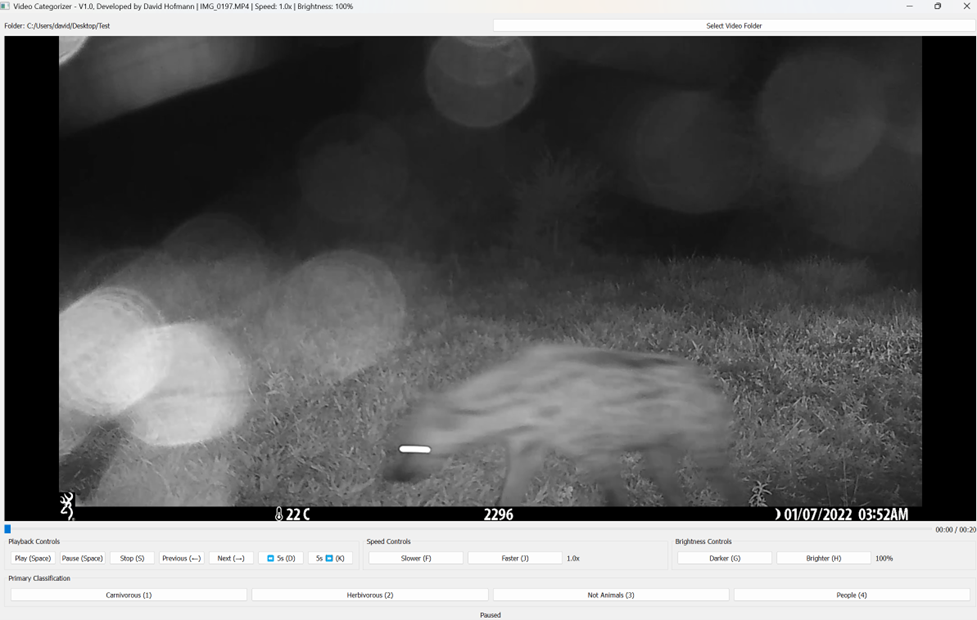 Video Categorizer - V1.0, Developed by David Hofmann | IMG_0197.MP4 | Speed: 1.0x | Brightness: 100%
Folder: C:/Users/david/Desktop/Test
Select Video Folder
22 C
2296
01/07/2022 03:52AM
00:00 / 00:20
Playback Controls
Speed Controls
Brightness Controls
Play (Space)
Pause (Space)
Stop (S)
Previous (←)
Next (→)
⏪ 5s (D)
5s ⏩ (K)
Slower (F)
Faster (J)
1.0x
Darker (G)
Brighter (H)
100%
Primary Classification
Carnivorous (1)
Herbivorous (2)
Not Animals (3)
People (4)
Paused